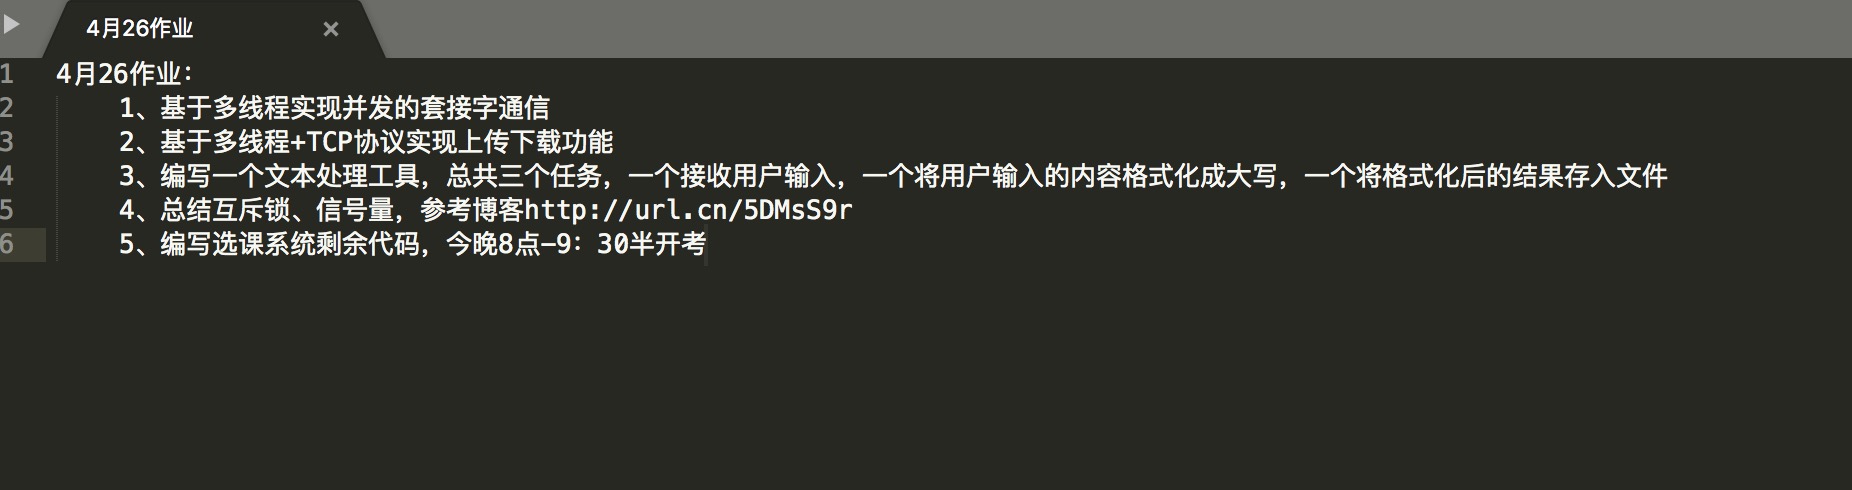 4月26作业
1 4月26作业：
2 1、基于多线程实现并发的套接字通信
3 2、基于多线程+TCP协议实现上传下载功能
4 3、编写一个文本处理工具，总共三个任务，一个接收用户输入，一个将用户输入的内容格式化成大写，一个将格式化后的结果存入文件
5 4、总结互斥锁、信号量，参考博客http://url.cn/5DMsS9r
6 5、编写选课系统剩余代码，今晚8点-9：30半开考